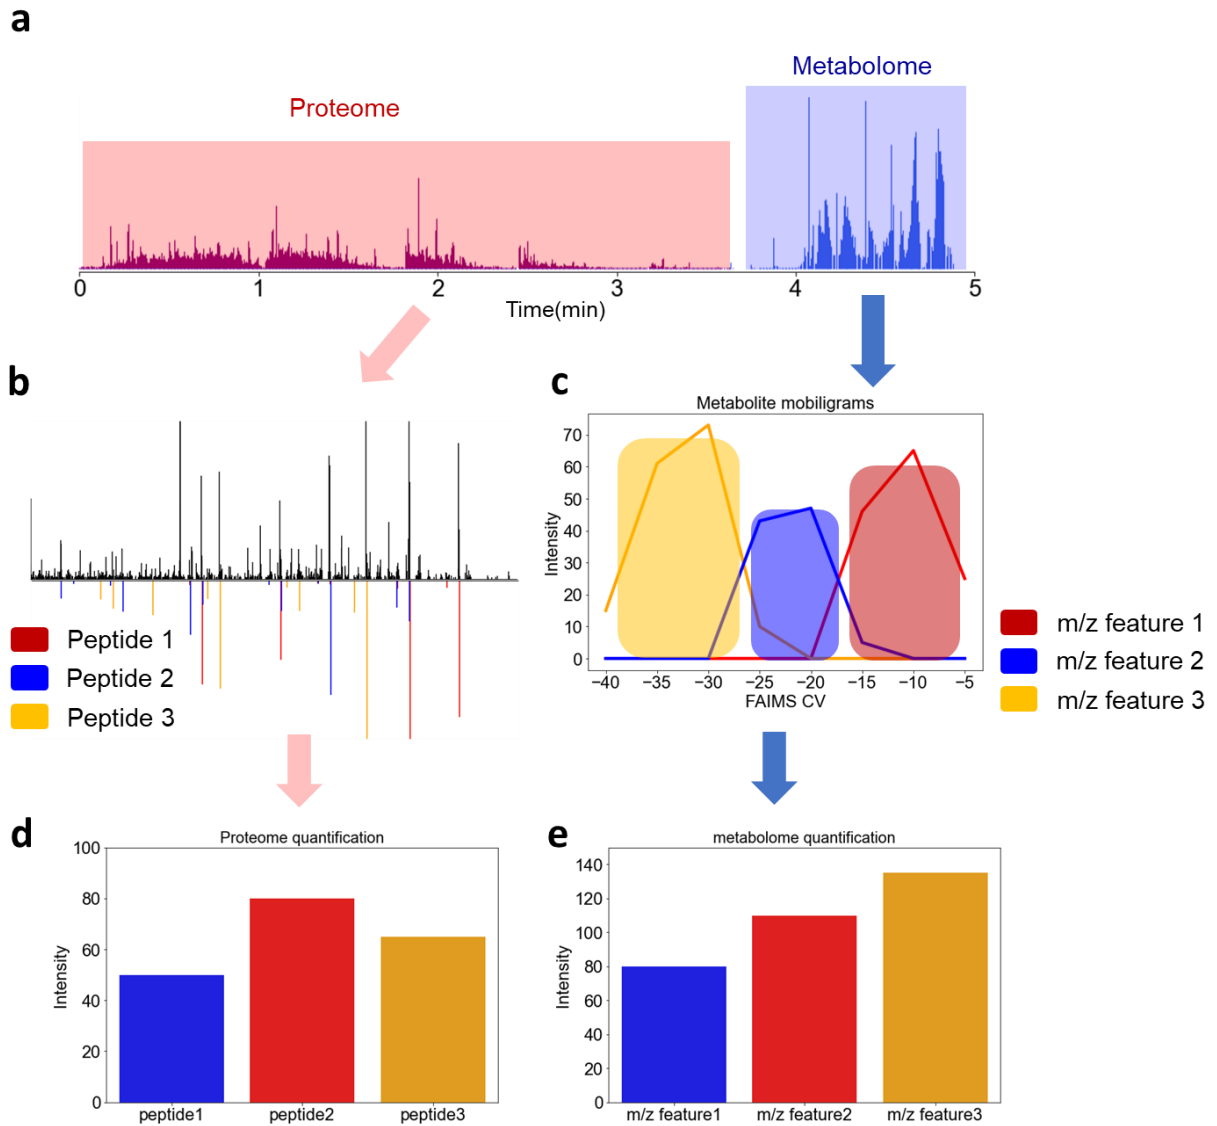 a
Proteome
Metabolome
0 1 2 3 4 5
Time(min)
b
Peptide 1
Peptide 2
Peptide 3
c
Metabolite mobiligrams
Intensity
70
60
50
40
30
20
10
0
−40 −35 −30 −25 −20 −15 −10 −5
FAIMS CV
m/z feature 1
m/z feature 2
m/z feature 3
d
Proteome quantification
Intensity
100
80
60
40
20
0
peptide1 peptide2 peptide3
e
metabolome quantification
Intensity
140
120
100
80
60
40
20
0
m/z feature1 m/z feature2 m/z feature3